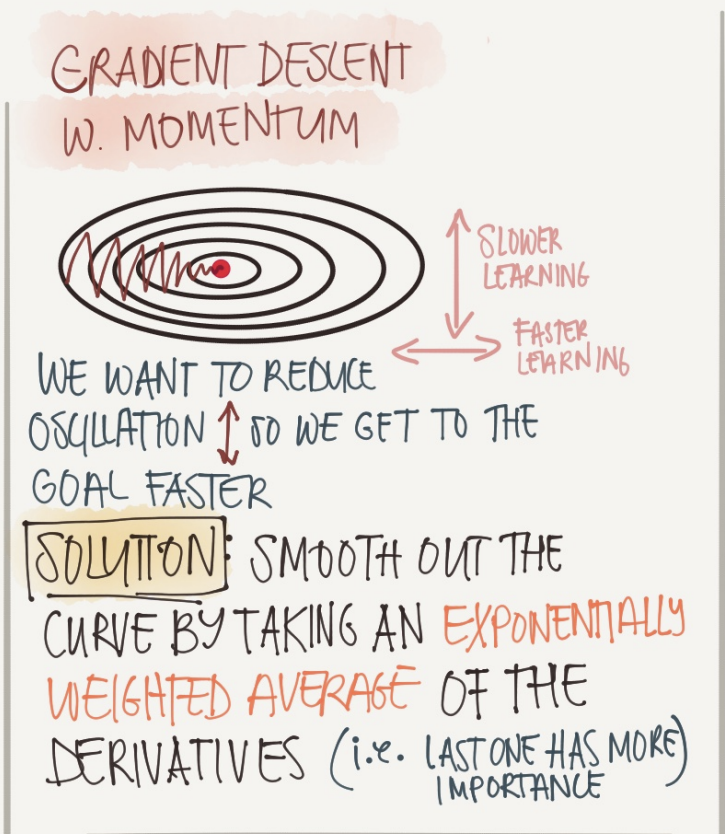 GRADIENT DESCENT
W. MOMENTUM
SLOWER
LEARNING
FASTER
LEARNING
WE WANT TO REDUCE
OSCILLATION ↕ SO WE GET TO THE
GOAL FASTER
SOLUTION: SMOOTH OUT THE
CURVE BY TAKING AN EXPONENTIALLY
WEIGHTED AVERAGE OF THE
DERIVATIVES (i.e. LAST ONE HAS MORE
IMPORTANCE)